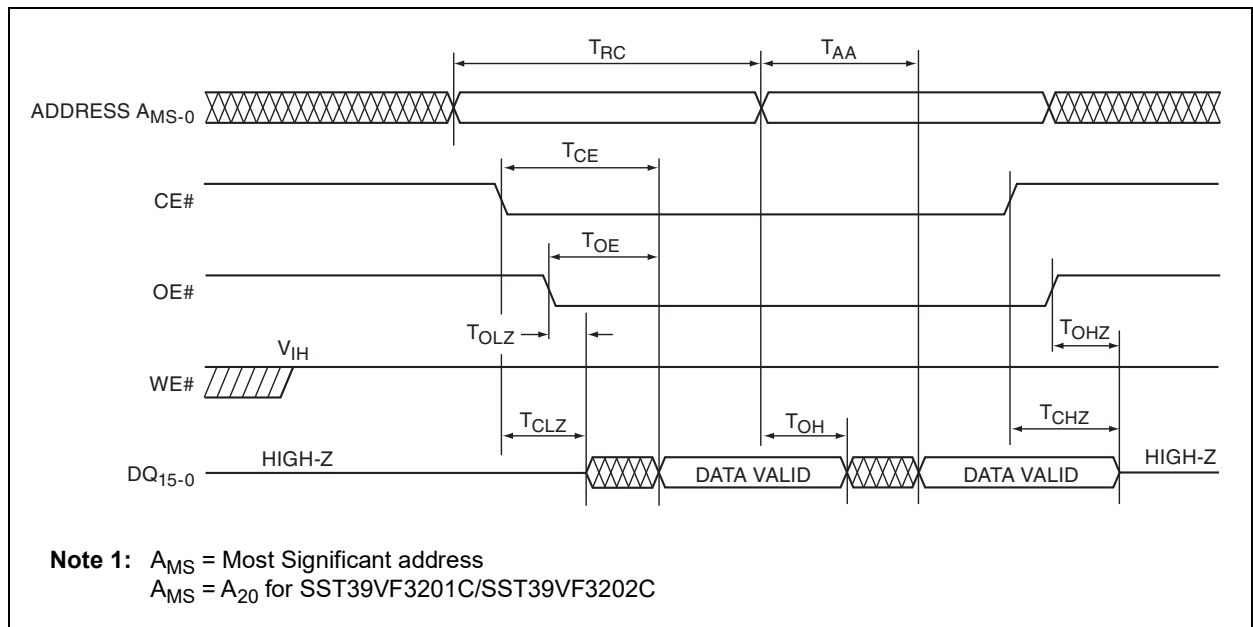 T_RC
T_AA
ADDRESS A_MS-0
T_CE
CE#
T_OE
OE#
T_OLZ
T_OHZ
V_IH
WE#
T_CLZ
T_OH
T_CHZ
HIGH-Z
HIGH-Z
DQ_15-0
DATA VALID
DATA VALID
Note 1: A_MS = Most Significant address
A_MS = A_20 for SST39VF3201C/SST39VF3202C